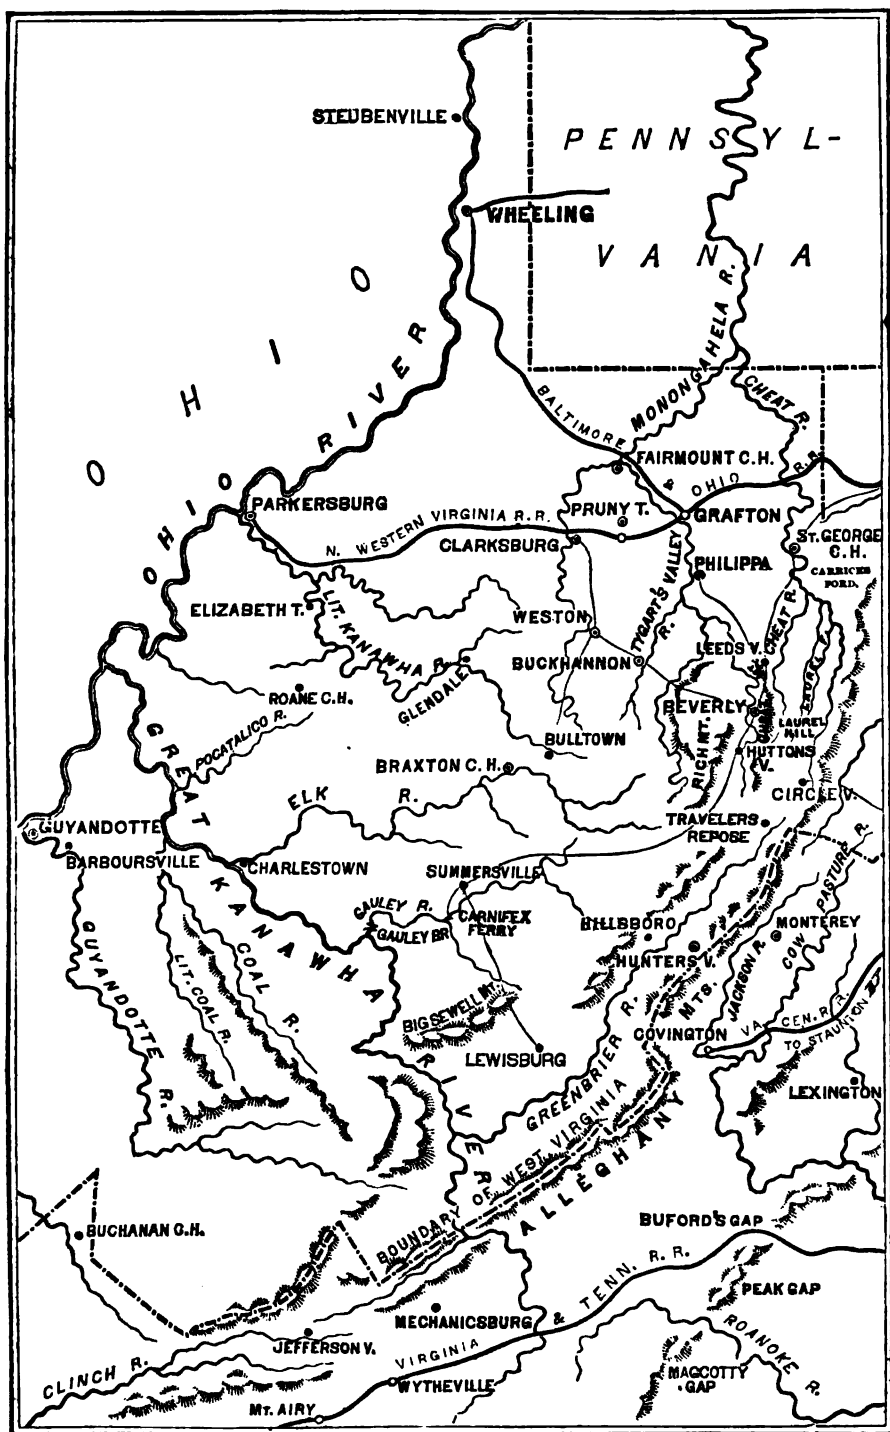 STEUBENVILLE
PENNSYL-
VANIA
WHEELING
OHIO
OHIO RIVER
MONONGAHELA R.
CHEAT R.
BALTIMORE & OHIO R.R.
FAIRMOUNT C.H.
PARKERSBURG
N. WESTERN VIRGINIA R.R.
PRUNY T.
GRAFTON
CLARKSBURG
ST. GEORGE
C.H.
CARRICKS
FORD.
PHILIPPA
TYGART'S VALLEY
R.
ELIZABETH T.
LIT. KANAWHA R.
WESTON
BUCKHANNON
LEEDS V.
CHEAT R.
LAUREL F.
ROANE C.H.
GLENDALE
BEVERLY
RICH MT.
LAUREL
HILL
POCATALICO R.
BULLTOWN
HUTTONS
V.
BRAXTON C.H.
CIRCLE V.
ELK R.
GREAT KANAWHA RIVER
GUYANDOTTE
BARBOURSVILLE
TRAVELERS
REPOSE
CHARLESTOWN
SUMMERSVILLE
COW PASTURE R.
GAULEY R.
GAULEY BR.
CARNIFEX
FERRY
HILLSBORO
MONTEREY
GUYANDOTTE R.
COAL R.
LIT. COAL R.
HUNTERS V.
JACKSON R.
BIG SEWELL MT.
GREENBRIER R.
COVINGTON
VA. CEN. R.R.
TO STAUNTON
LEWISBURG
LEXINGTON
BOUNDARY OF WEST VIRGINIA
ALLEGHANY MTS.
BUCHANAN C.H.
BUFORD'S GAP
PEAK GAP
MECHANICSBURG
VIRGINIA & TENN. R.R.
JEFFERSON V.
CLINCH R.
ROANOKE R.
MAGCOTTY
GAP
WYTHEVILLE
MT. AIRY